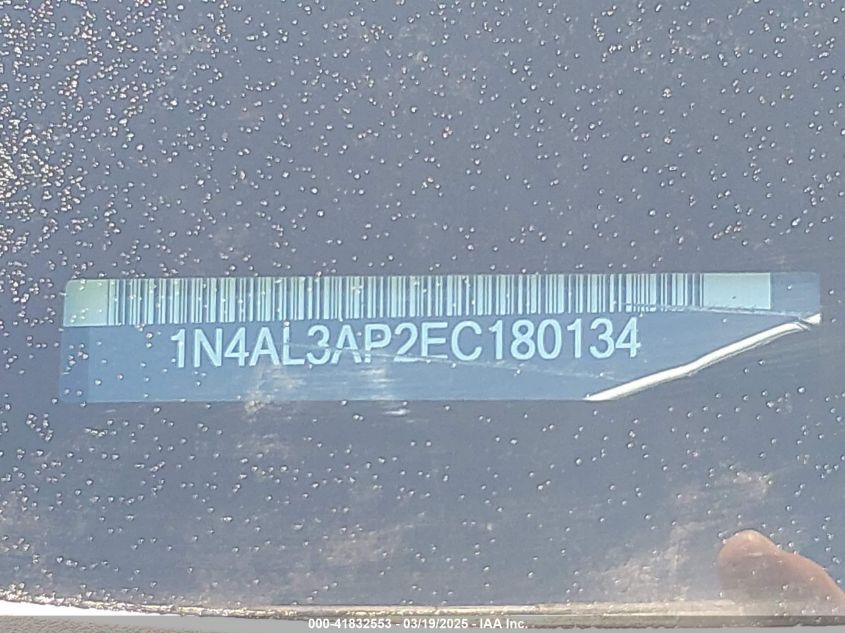 1N4AL3AP2EC180134
000-41832553 - 03/19/2025 - IAA Inc.